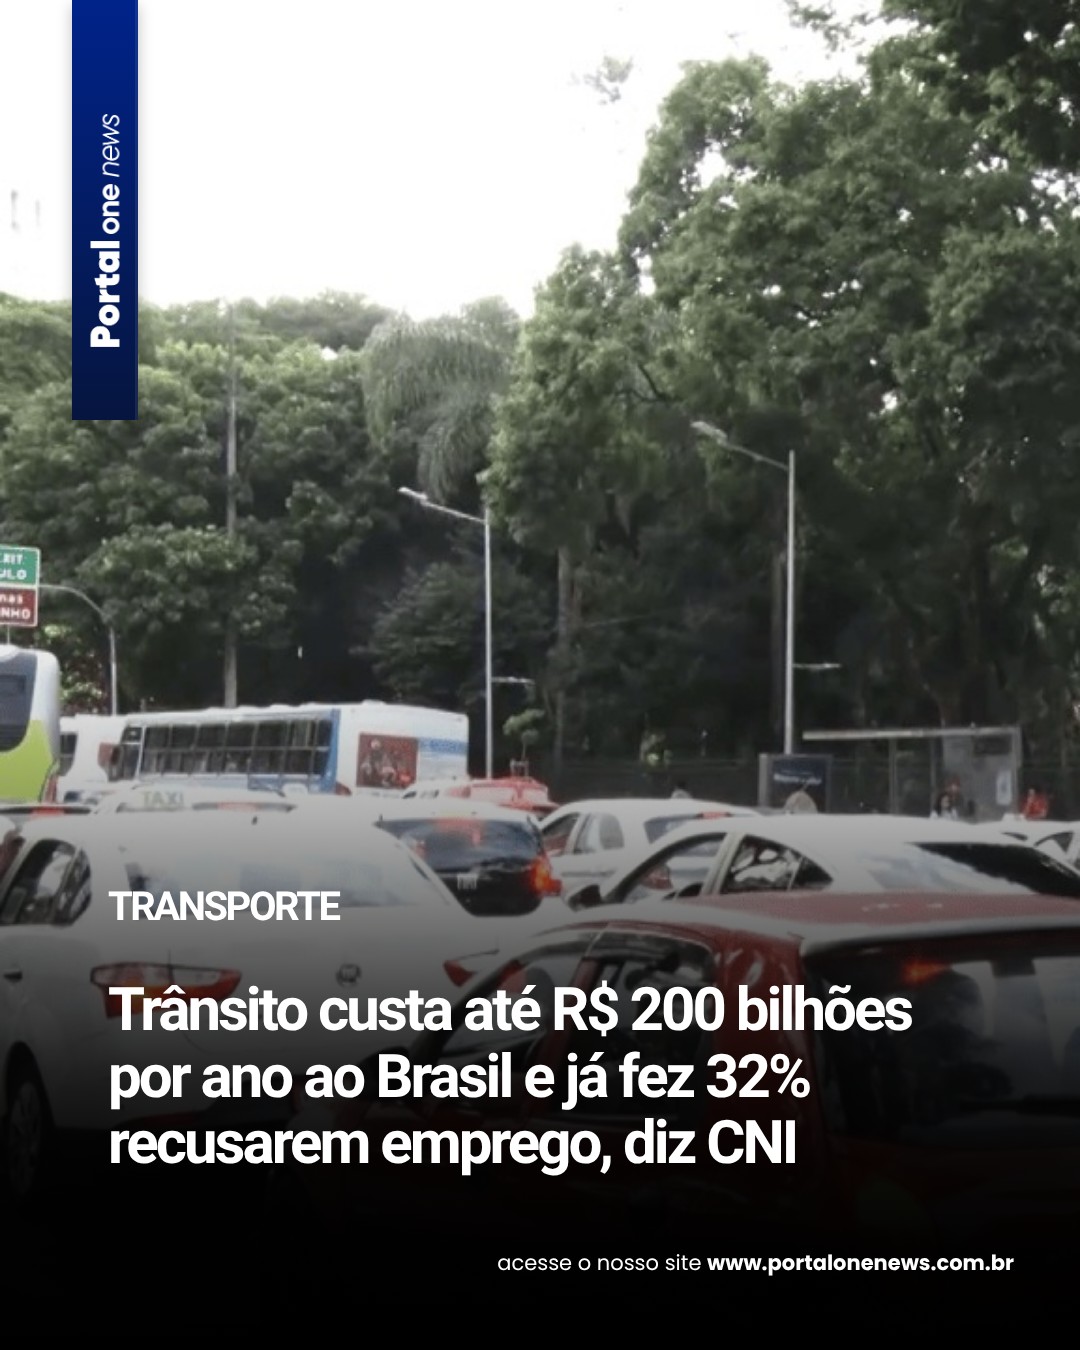 Portal one news
TAXI
TRANSPORTE
Trânsito custa até R$ 200 bilhões
por ano ao Brasil e já fez 32%
recusarem emprego, diz CNI
acesse o nosso site www.portalonenews.com.br